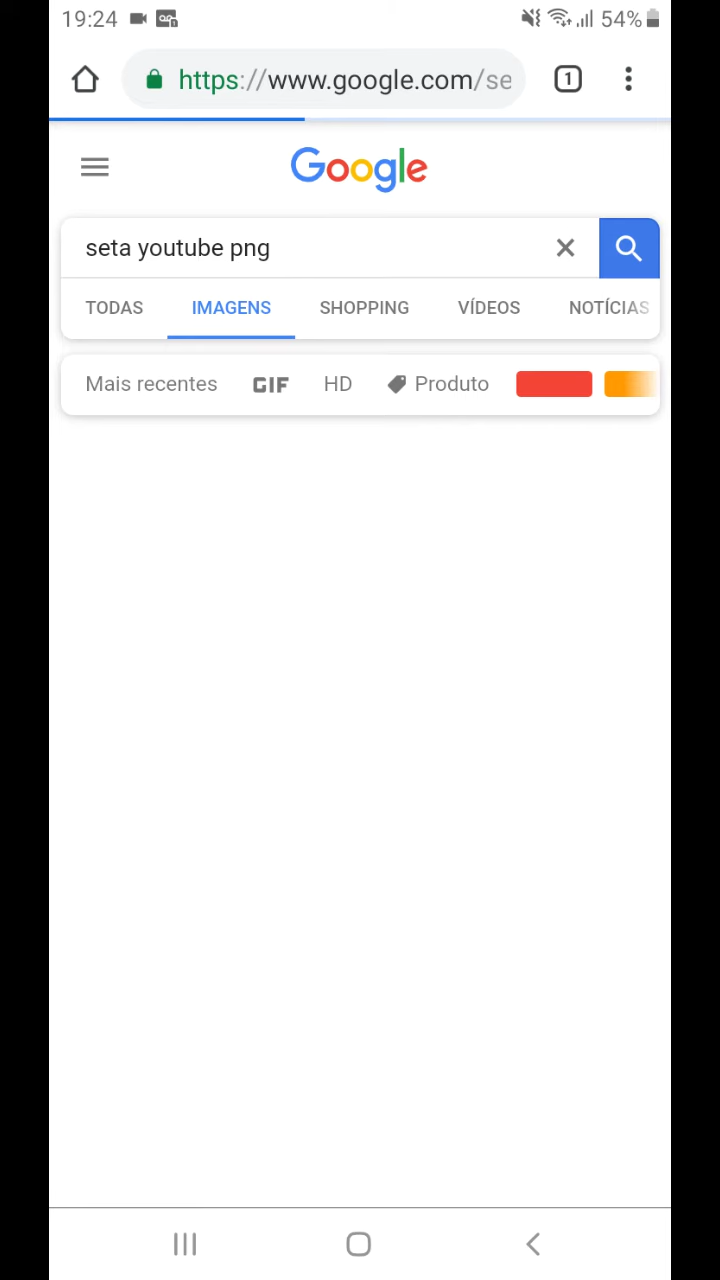 19:24 54%
https://www.google.com/se 1
Google
seta youtube png
TODAS IMAGENS SHOPPING VÍDEOS NOTÍCIAS
Mais recentes GIF HD Produto